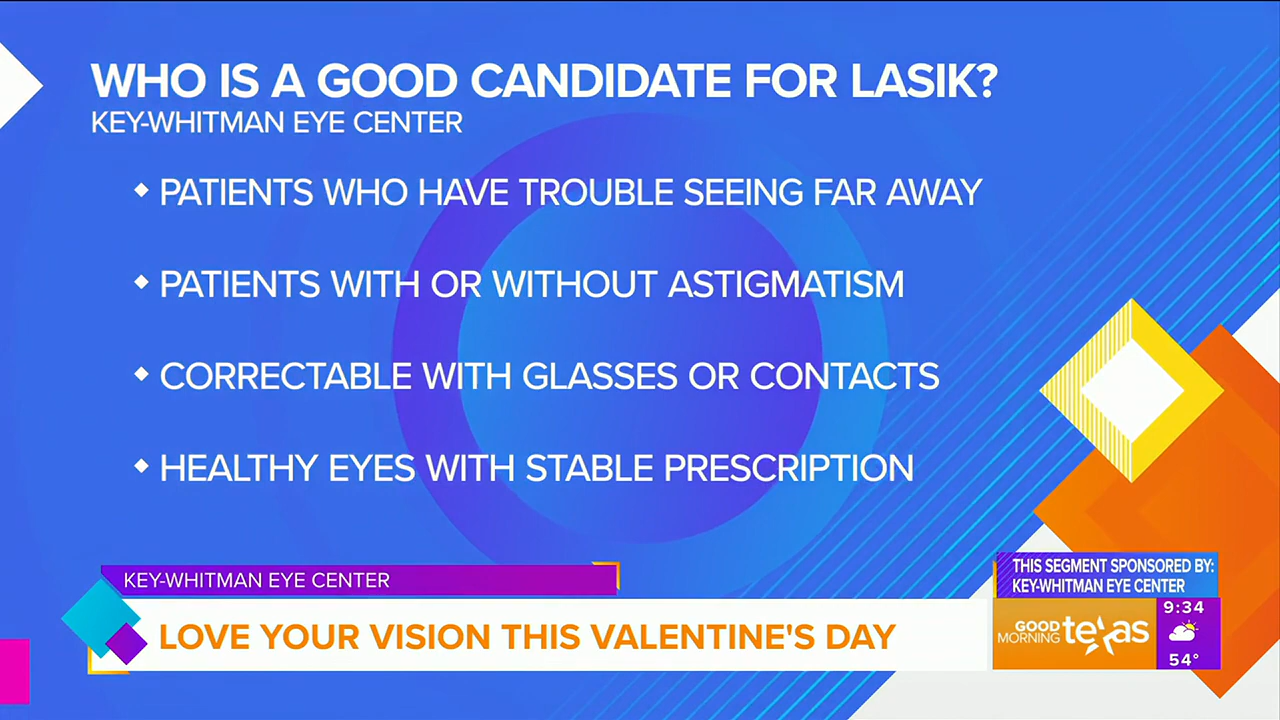 WHO IS A GOOD CANDIDATE FOR LASIK?
KEY-WHITMAN EYE CENTER
PATIENTS WHO HAVE TROUBLE SEEING FAR AWAY
PATIENTS WITH OR WITHOUT ASTIGMATISM
CORRECTABLE WITH GLASSES OR CONTACTS
HEALTHY EYES WITH STABLE PRESCRIPTION
KEY-WHITMAN EYE CENTER
LOVE YOUR VISION THIS VALENTINE'S DAY
THIS SEGMENT SPONSORED BY:
KEY-WHITMAN EYE CENTER
GOOD
MORNING texas
9:34
54°